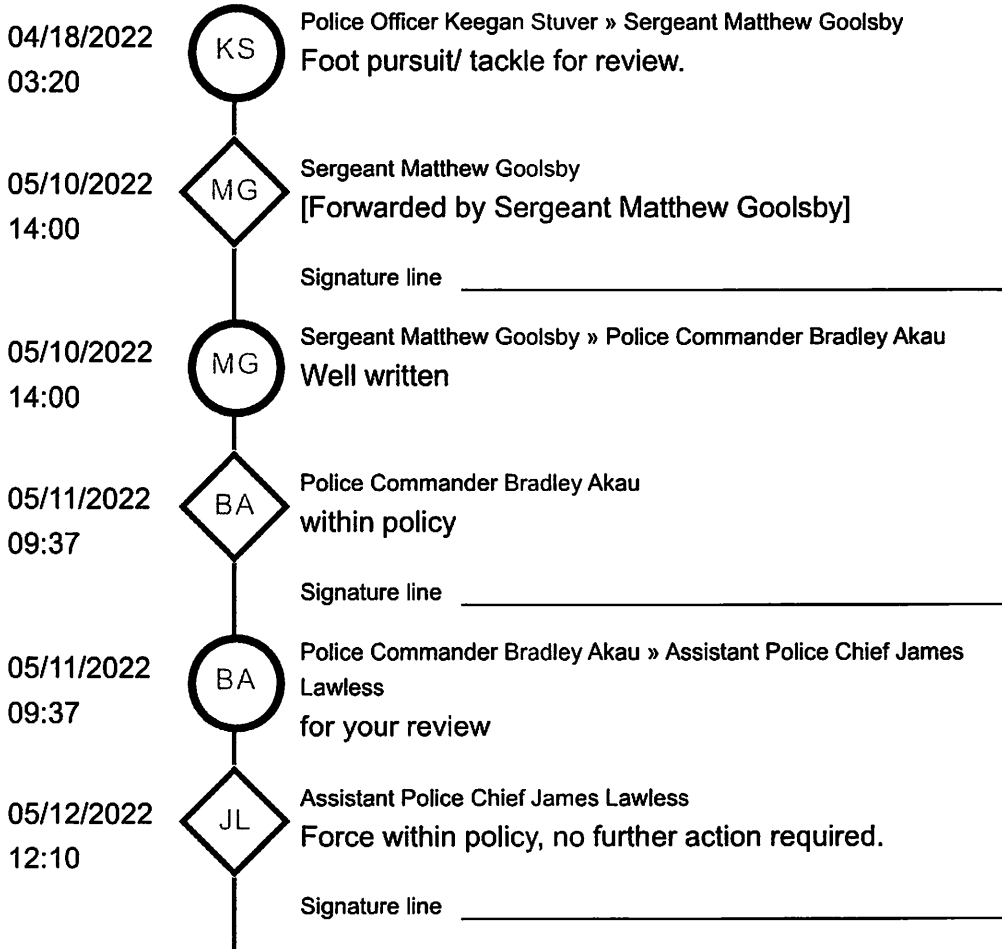 04/18/2022
03:20
KS
Police Officer Keegan Stuver » Sergeant Matthew Goolsby
Foot pursuit/ tackle for review.
05/10/2022
14:00
MG
Sergeant Matthew Goolsby
[Forwarded by Sergeant Matthew Goolsby]
Signature line
05/10/2022
14:00
MG
Sergeant Matthew Goolsby » Police Commander Bradley Akau
Well written
05/11/2022
09:37
BA
Police Commander Bradley Akau
within policy
Signature line
05/11/2022
09:37
BA
Police Commander Bradley Akau » Assistant Police Chief James
Lawless
for your review
05/12/2022
12:10
JL
Assistant Police Chief James Lawless
Force within policy, no further action required.
Signature line